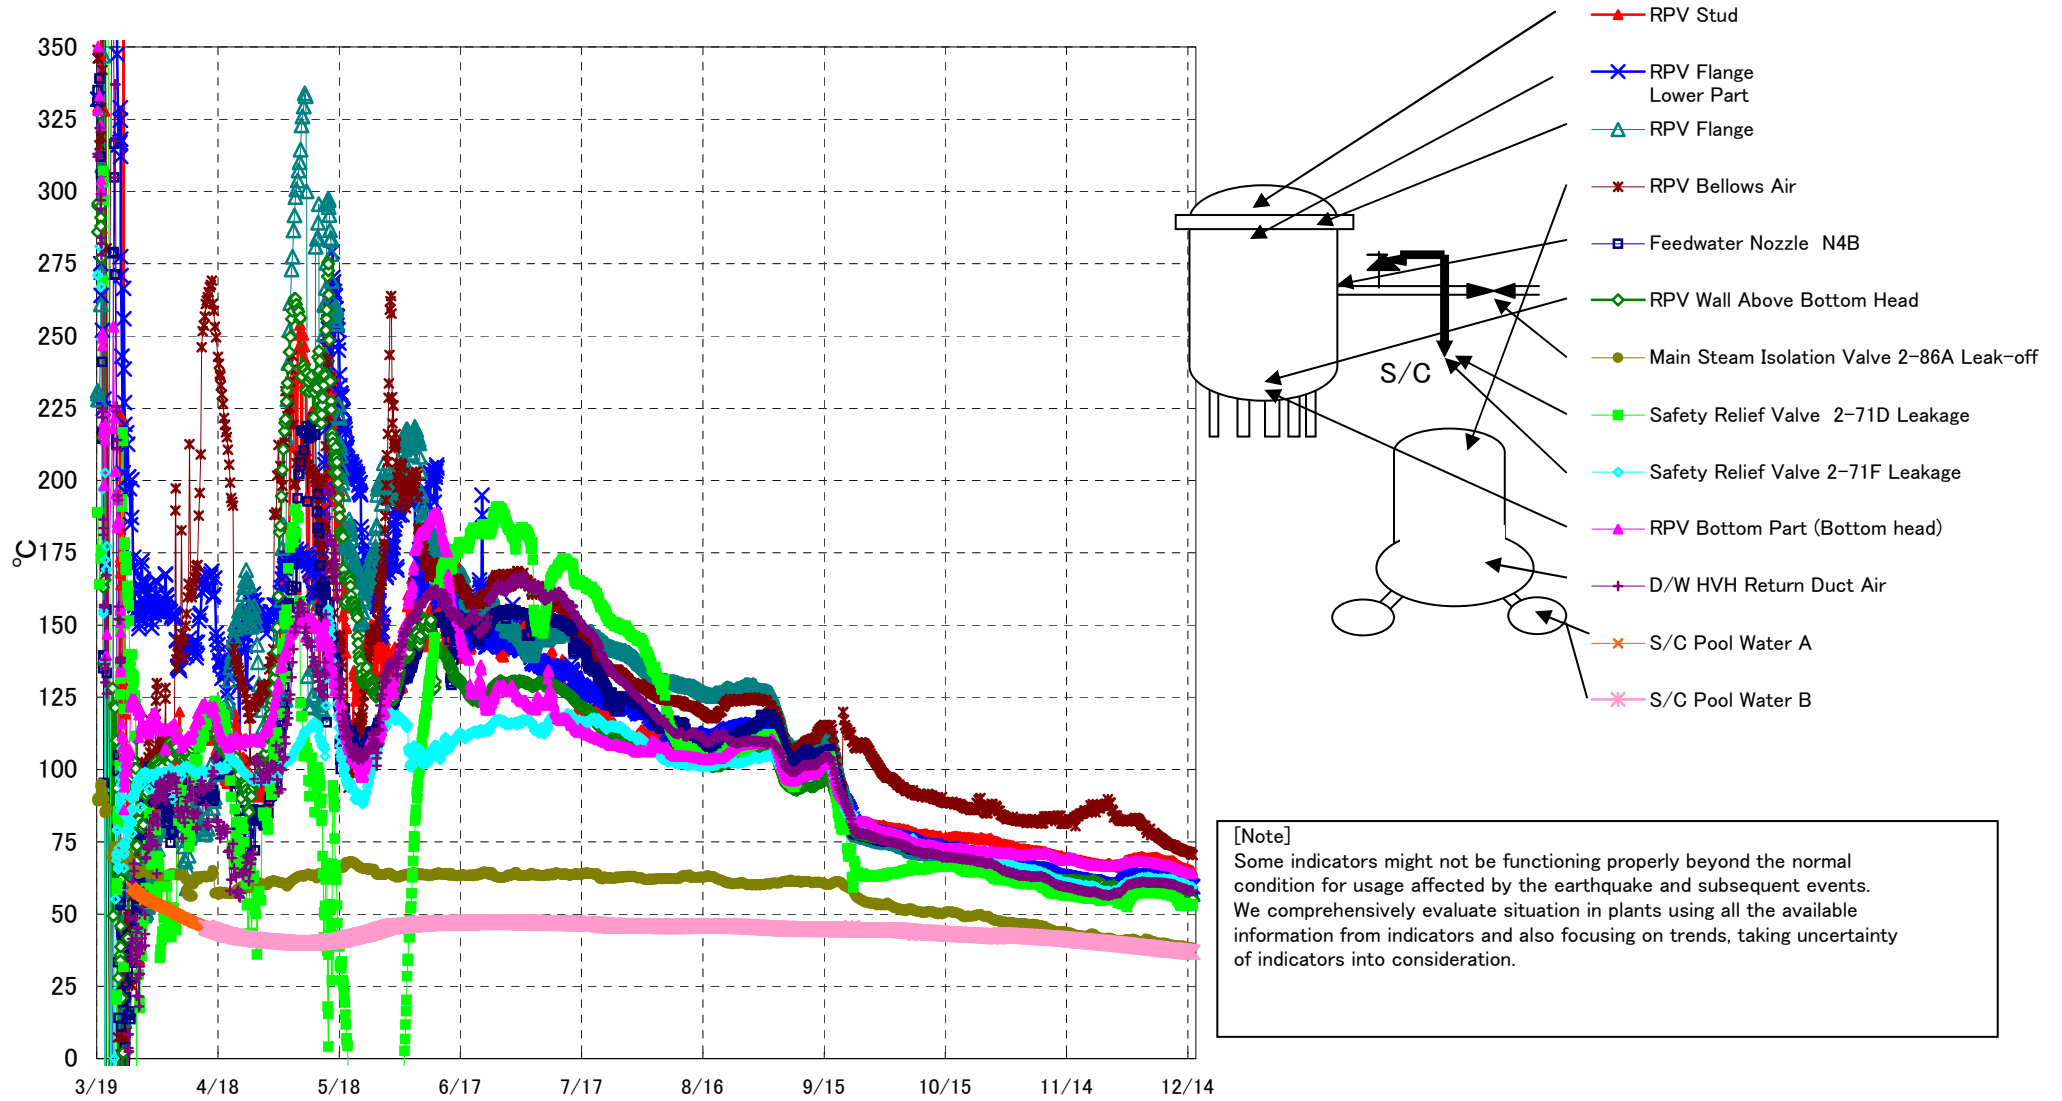 350
325
300
275
250
225
200
175
150
125
100
75
50
25
0
℃
3/19 4/18 5/18 6/17 7/17 8/16 9/15 10/15 11/14 12/14
RPV Stud
RPV Flange
Lower Part
RPV Flange
RPV Bellows Air
Feedwater Nozzle N4B
RPV Wall Above Bottom Head
Main Steam Isolation Valve 2-86A Leak-off
Safety Relief Valve 2-71D Leakage
Safety Relief Valve 2-71F Leakage
RPV Bottom Part (Bottom head)
D/W HVH Return Duct Air
S/C Pool Water A
S/C Pool Water B
S/C
[Note]
Some indicators might not be functioning properly beyond the normal
condition for usage affected by the earthquake and subsequent events.
We comprehensively evaluate situation in plants using all the available
information from indicators and also focusing on trends, taking uncertainty
of indicators into consideration.